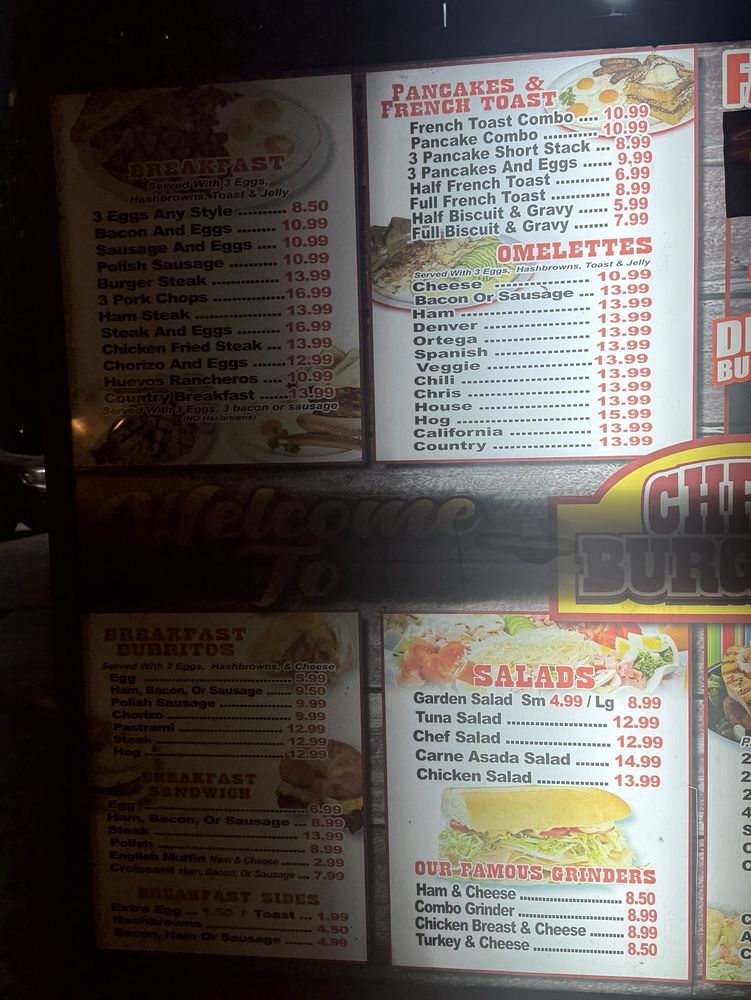 BREAKFAST
Served With 3 Eggs,
Hashbrowns, Toast & Jelly
3 Eggs Any Style .......... 8.50
Bacon And Eggs ........ 10.99
Sausage And Eggs .... 10.99
Polish Sausage .......... 10.99
Burger Steak .............. 13.99
3 Pork Chops ............. 16.99
Ham Steak ................. 13.99
Steak And Eggs ......... 16.99
Chicken Fried Steak ... 13.99
Chorizo And Eggs ...... 12.99
Huevos Rancheros .... 10.99
Country Breakfast ...... 13.99
Served With 3 Eggs, 3 bacon or sausage
(NO Hasbrowns)
PANCAKES &
FRENCH TOAST
French Toast Combo .... 10.99
Pancake Combo ........... 10.99
3 Pancake Short Stack ... 8.99
3 Pancakes And Eggs ...... 9.99
Half French Toast ........... 6.99
Full French Toast ............ 8.99
Half Biscuit & Gravy ...... 5.99
Full Biscuit & Gravy ....... 7.99
OMELETTES
Served With 3 Eggs, Hashbrowns, Toast & Jelly
Cheese .................... 10.99
Bacon Or Sausage ... 13.99
Ham ........................ 13.99
Denver .................... 13.99
Ortega .................... 13.99
Spanish ................... 13.99
Veggie .................... 13.99
Chili ........................ 13.99
Chris ....................... 13.99
House ..................... 13.99
Hog ........................ 15.99
California ................ 13.99
Country .................. 13.99
Welcome
To
BREAKFAST
BURRITOS
Served With 2 Eggs, Hashbrowns, & Cheese
Egg .................... 5.99
Ham, Bacon, Or Sausage ....... 9.50
Polish Sausage .................... 9.99
Chorizo .................... 9.99
Pastrami .................... 12.99
Steak .................... 12.99
Hog .................... 12.99
BREAKFAST
SANDWICH
Egg .................... 6.99
Ham, Bacon, Or Sausage ... 8.99
Steak .................... 13.99
Polish .................... 8.99
English Muffin Ham & Cheese ....... 2.99
Croissant Ham, Bacon, Or Sausage .... 7.99
BREAKFAST SIDES
Extra Egg ... 1.50 / Toast ... 1.99
Hashbrowns .................... 4.50
Bacon, Ham Or Sausage ....... 4.99
SALADS
Garden Salad Sm 4.99 / Lg 8.99
Tuna Salad .................... 12.99
Chef Salad .................... 12.99
Carne Asada Salad ....... 14.99
Chicken Salad ............... 13.99
OUR FAMOUS GRINDERS
Ham & Cheese .................... 8.50
Combo Grinder .................... 8.99
Chicken Breast & Cheese ..... 8.99
Turkey & Cheese ................. 8.50